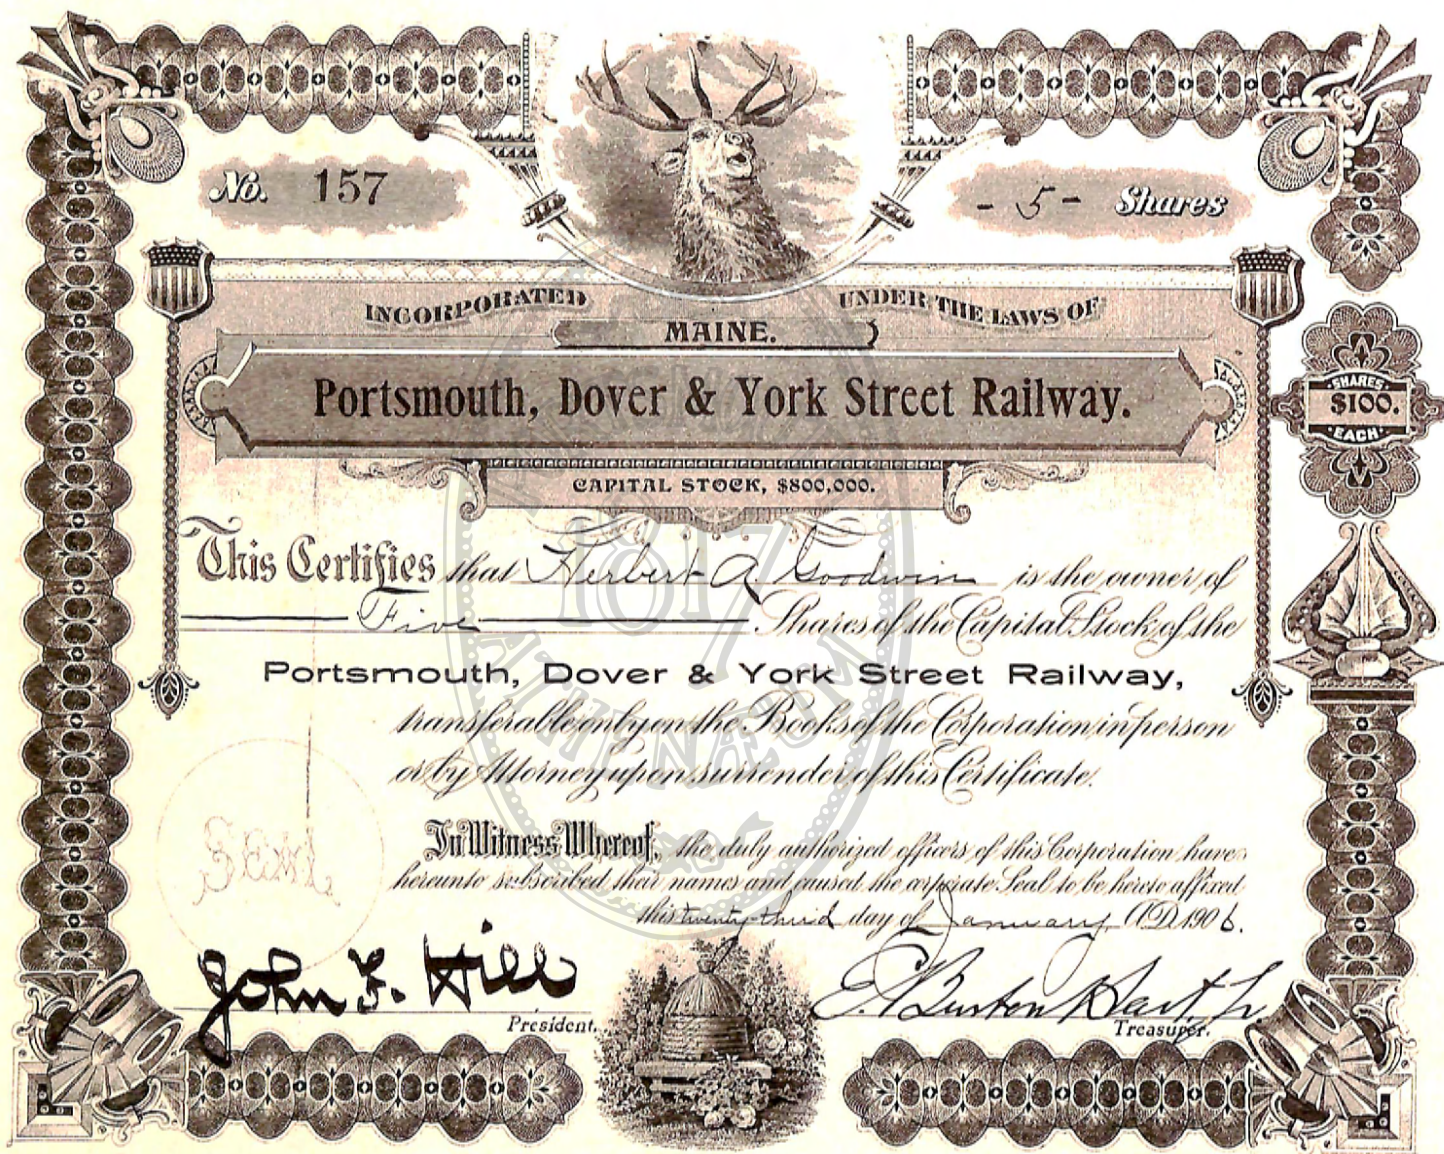 No. 157
- 5 - Shares
INCORPORATED UNDER THE LAWS OF
MAINE.
Portsmouth, Dover & York Street Railway.
SHARES
$100.
EACH
CAPITAL STOCK, $800,000.
This Certifies that Herbert A Goodwin is the owner of
Five Shares of the Capital Stock of the
Portsmouth, Dover & York Street Railway,
transferable only on the Books of the Corporation in person
or by Attorney upon surrender of this Certificate.
Seal
In Witness Whereof, the duly authorized officers of this Corporation have
hereunto subscribed their names and caused the corporate Seal to be hereto affixed
this twenty-third day of January A.D. 1906.
John F. Hill
President.
E. Burton Hart, Jr
Treasurer.
1817
ATHENAEUM